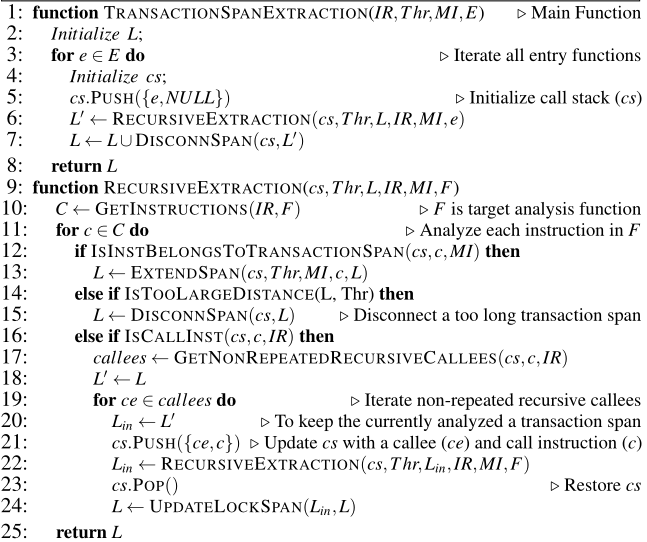 1: function TRANSACTIONSPANEXTRACTION(IR,Thr,MI,E) ▷ Main Function
2: Initialize L;
3: for e ∈ E do ▷ Iterate all entry functions
4: Initialize cs;
5: cs.PUSH({e,NULL}) ▷ Initialize call stack (cs)
6: L′ ← RECURSIVEEXTRACTION(cs,Thr,L,IR,MI,e)
7: L ← L ∪ DISCONNSPAN(cs,L′)
8: return L
9: function RECURSIVEEXTRACTION(cs,Thr,L,IR,MI,F)
10: C ← GETINSTRUCTIONS(IR,F) ▷ F is target analysis function
11: for c ∈ C do ▷ Analyze each instruction in F
12: if ISINSTBELONGSTOTRANSACTIONSPAN(cs,c,MI) then
13: L ← EXTENDSPAN(cs,Thr,MI,c,L)
14: else if ISTOOLARGEDISTANCE(L, Thr) then
15: L ← DISCONNSPAN(cs,L) ▷ Disconnect a too long transaction span
16: else if ISCALLINST(cs,c,IR) then
17: callees ← GETNONREPEATEDRECURSIVECALLEES(cs,c,IR)
18: L′ ← L
19: for ce ∈ callees do ▷ Iterate non-repeated recursive callees
20: L_in ← L′ ▷ To keep the currently analyzed a transaction span
21: cs.PUSH({ce,c}) ▷ Update cs with a callee (ce) and call instruction (c)
22: L_in ← RECURSIVEEXTRACTION(cs,Thr,L_in,IR,MI,F)
23: cs.POP() ▷ Restore cs
24: L ← UPDATELOCKSPAN(L_in,L)
25: return L